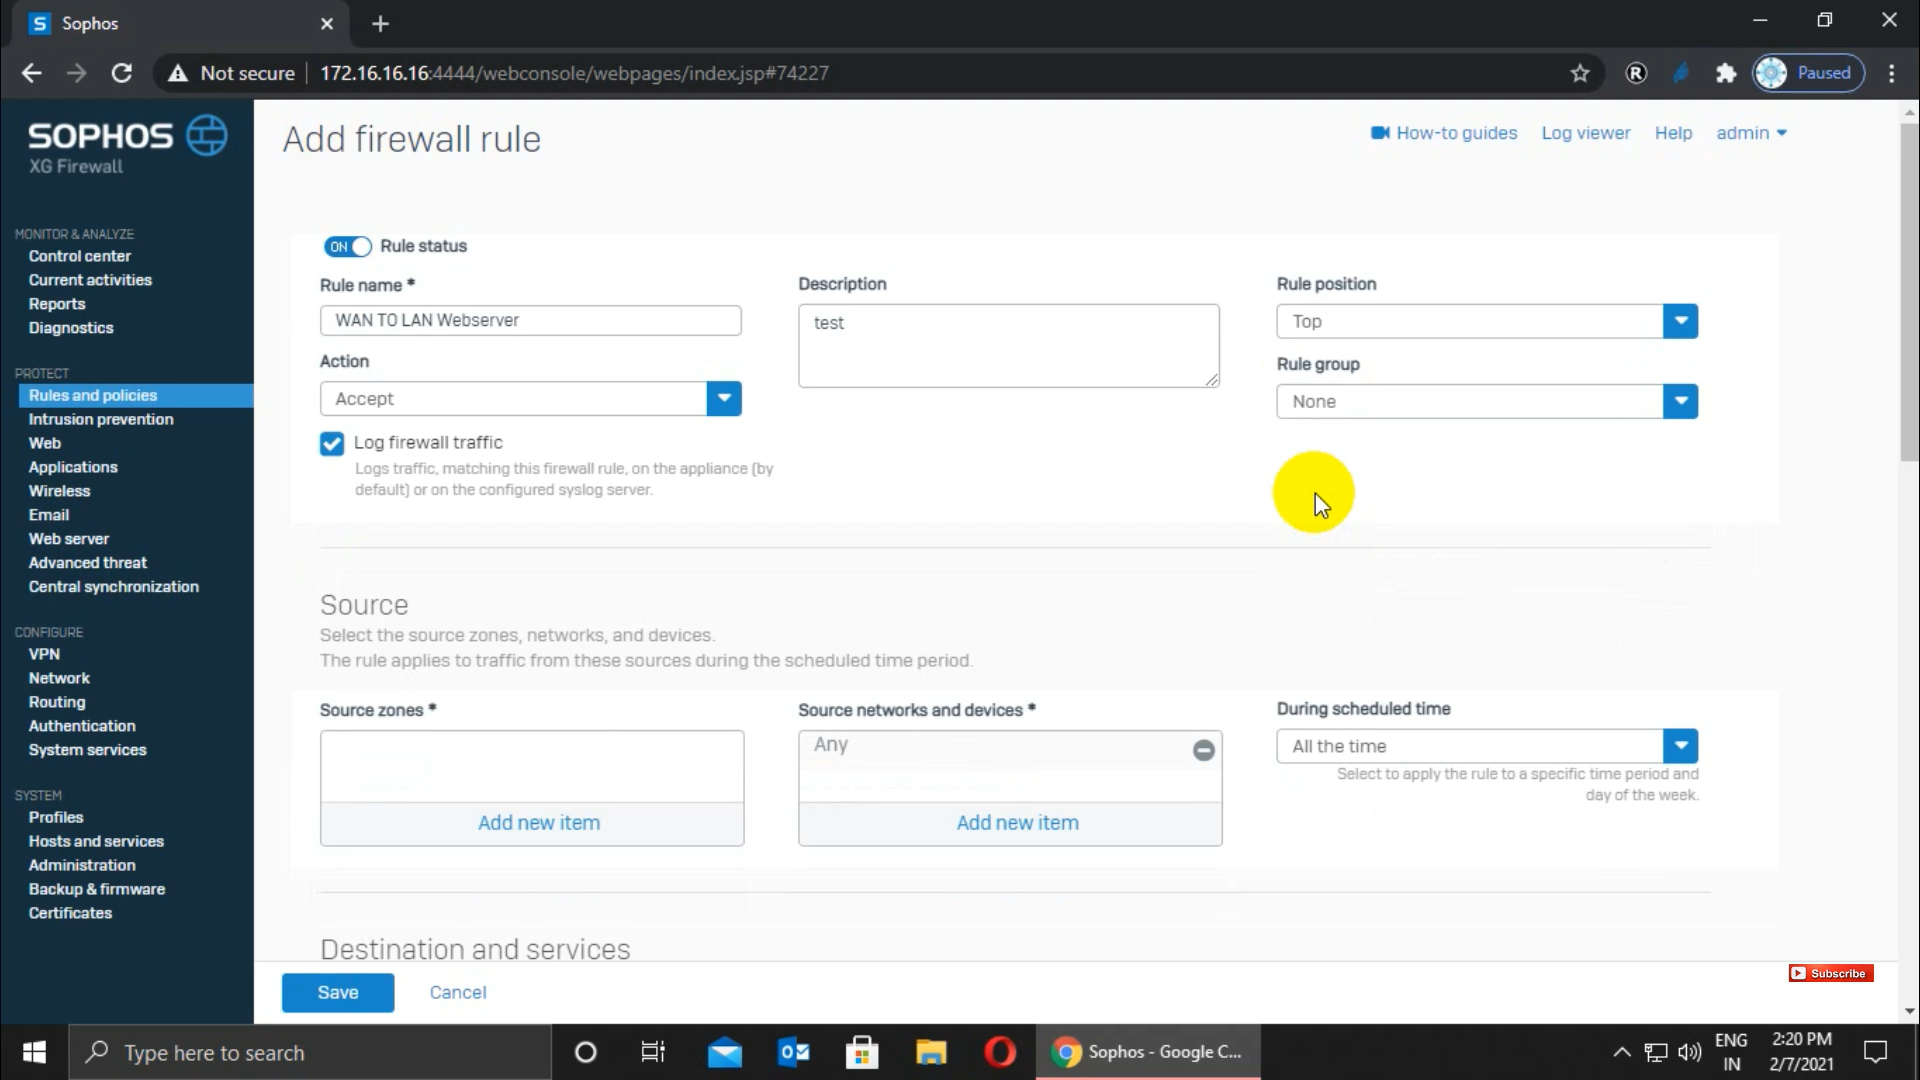 S Sophos
Not secure 172.16.16.16:4444/webconsole/webpages/index.jsp#74227
R
Paused
SOPHOS
XG Firewall
Add firewall rule
How-to guides
Log viewer
Help
admin
MONITOR & ANALYZE
Control center
Current activities
Reports
Diagnostics
PROTECT
Rules and policies
Intrusion prevention
Web
Applications
Wireless
Email
Web server
Advanced threat
Central synchronization
CONFIGURE
VPN
Network
Routing
Authentication
System services
SYSTEM
Profiles
Hosts and services
Administration
Backup & firmware
Certificates
ON Rule status
Rule name *
WAN TO LAN Webserver
Action
Accept
Log firewall traffic
Logs traffic, matching this firewall rule, on the appliance (by
default) or on the configured syslog server.
Description
test
Rule position
Top
Rule group
None
Source
Select the source zones, networks, and devices.
The rule applies to traffic from these sources during the scheduled time period.
Source zones *
Add new item
Source networks and devices *
Any
Add new item
During scheduled time
All the time
Select to apply the rule to a specific time period and
day of the week.
Destination and services
Save
Cancel
Subscribe
Type here to search
Sophos - Google C...
ENG
IN
2:20 PM
2/7/2021